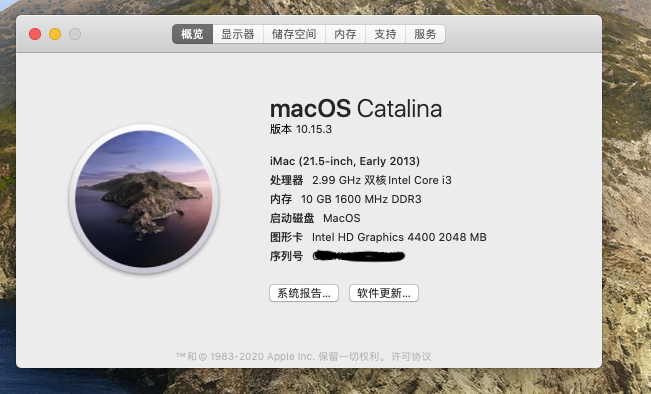 概览 显示器 储存空间 内存 支持 服务
macOS Catalina
版本 10.15.3
iMac (21.5-inch, Early 2013)
处理器 2.99 GHz 双核Intel Core i3
内存 10 GB 1600 MHz DDR3
启动磁盘 MacOS
图形卡 Intel HD Graphics 4400 2048 MB
序列号
系统报告... 软件更新...
™和© 1983-2020 Apple Inc. 保留一切权利。许可协议